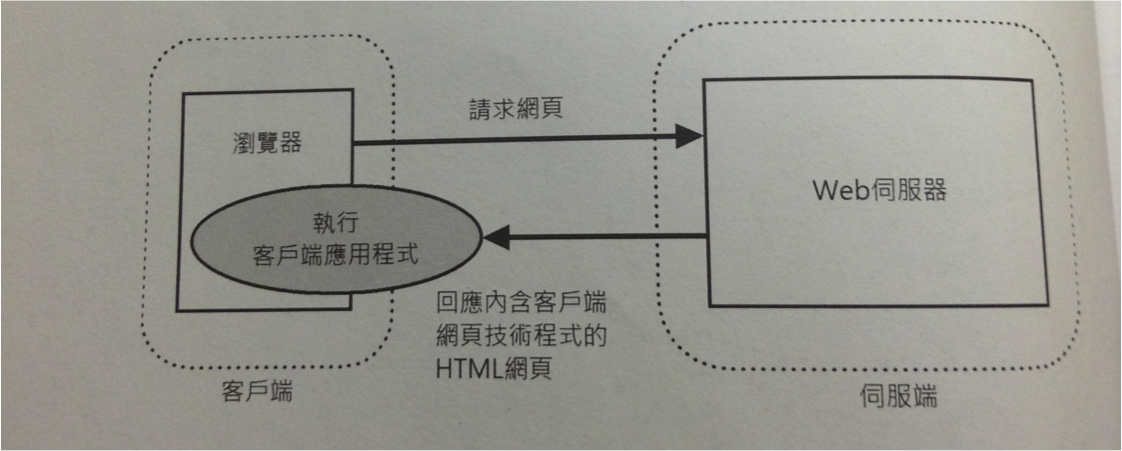 請求網頁
瀏覽器
Web伺服器
執行
客戶端應用程式
回應內含客戶端
網頁技術程式的
HTML網頁
客戶端
伺服端